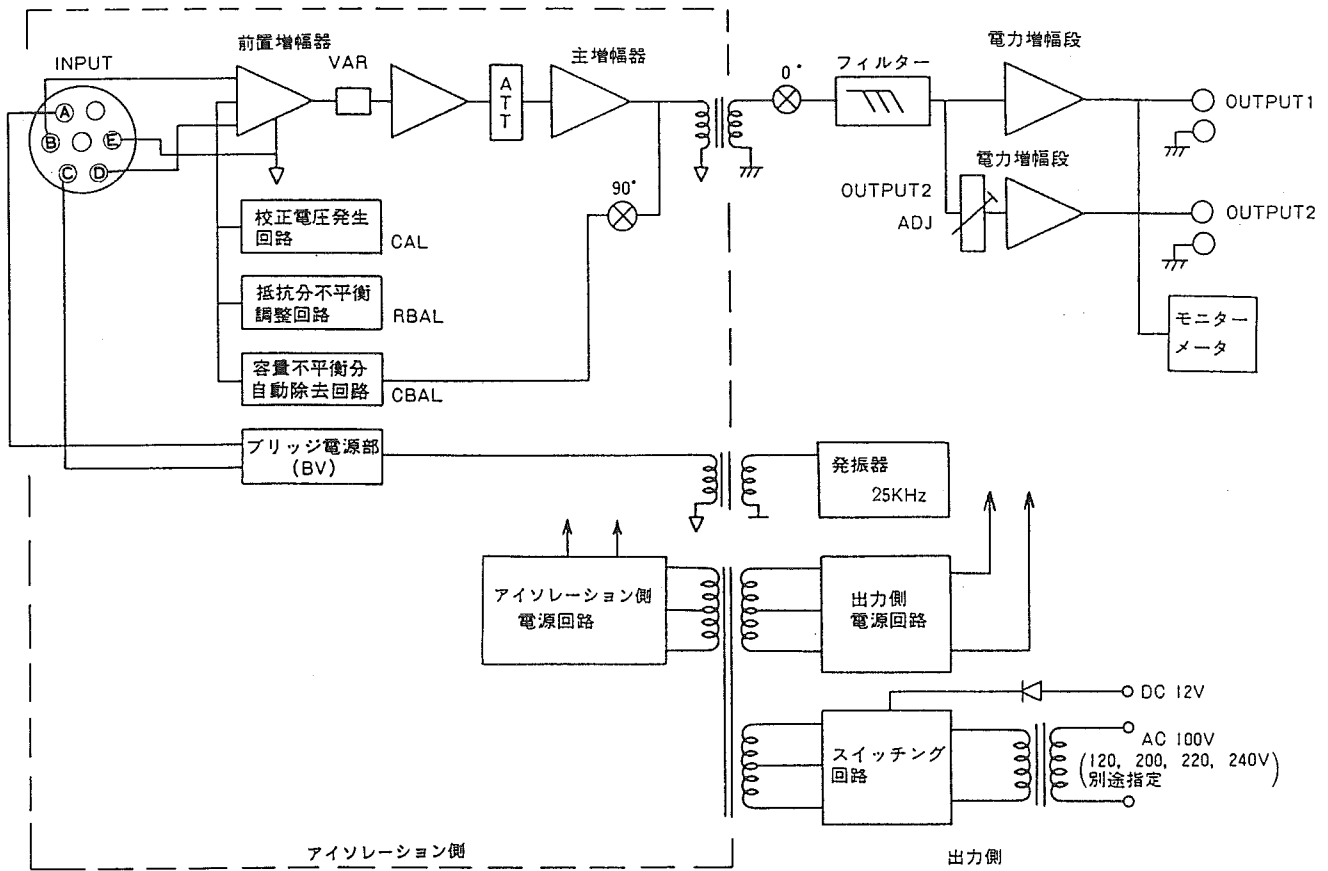 前置増幅器
INPUT
VAR
A
T
T
主増幅器
0°
フィルター
電力増幅段
OUTPUT1
A
B
E
C
D
90°
電力増幅段
OUTPUT2
ADJ
OUTPUT2
校正電圧発生
回路
CAL
抵抗分不平衡
調整回路
RBAL
容量不平衡分
自動除去回路
CBAL
モニター
メータ
ブリッジ電源部
(BV)
発振器
25KHz
アイソレーション側
電源回路
出力側
電源回路
DC 12V
スイッチング
回路
AC 100V
(120, 200, 220, 240V)
別途指定
アイソレーション側
出力側